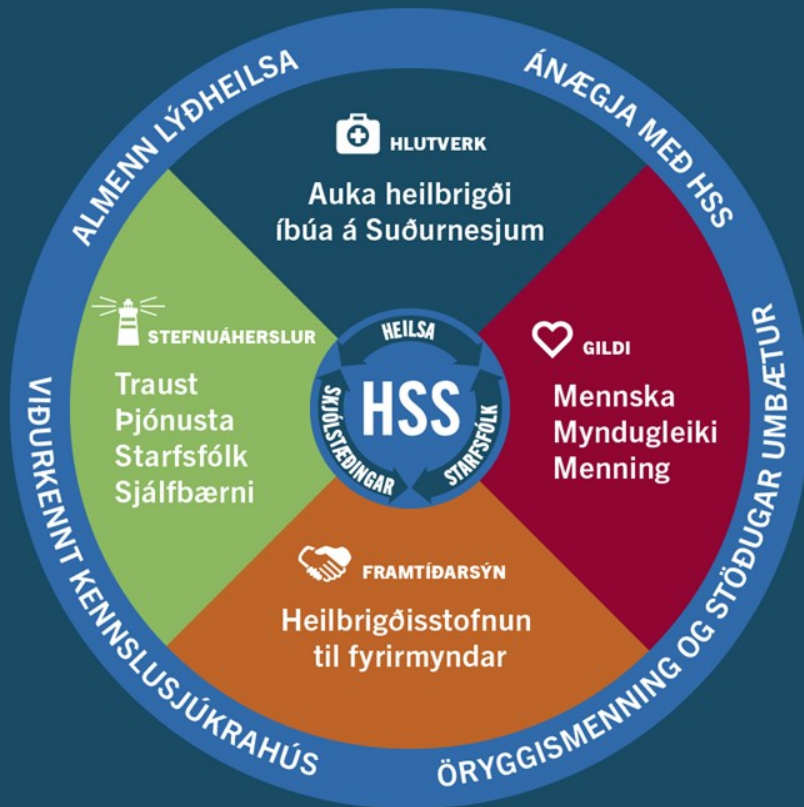 ALMENN LÝÐHEILSA
ÁNÆGJA MEÐ HSS
HLUTVERK
Auka heilbrigði
íbúa á Suðurnesjum
STEFNUÁHERSLUR
Traust
Þjónusta
Starfsfólk
Sjálfbærni
HEILSA
HSS
SKJÓLSTÆÐINGAR
STARFSFÓLK
GILDI
Mennska
Myndugleiki
Menning
FRAMTÍÐARSÝN
Heilbrigðisstofnun
til fyrirmyndar
VIÐURKENNT KENNSLUSJÚKRAHÚS
ÖRYGGISMENNING OG STÖÐUGAR UMBÆTUR